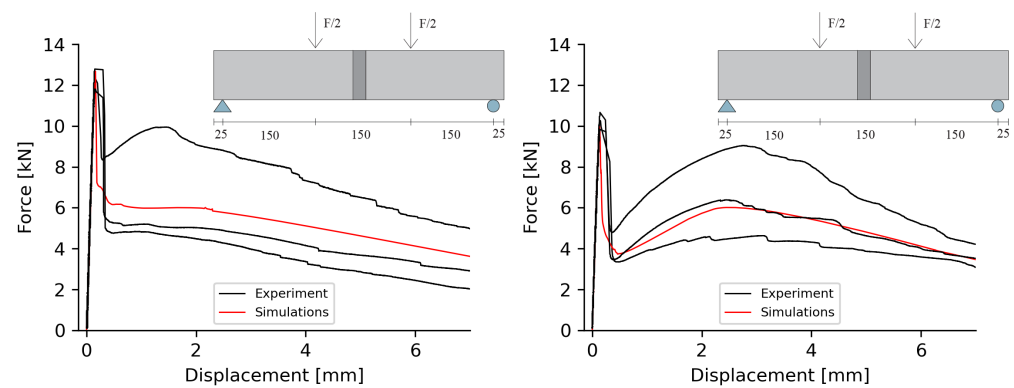 F/2 F/2
25 150 150 150 25
14
12
10
8
6
4
2
0
Force [kN]
Experiment
Simulations
0 2 4 6
Displacement [mm]
F/2 F/2
25 150 150 150 25
14
12
10
8
6
4
2
0
Force [kN]
Experiment
Simulations
0 2 4 6
Displacement [mm]